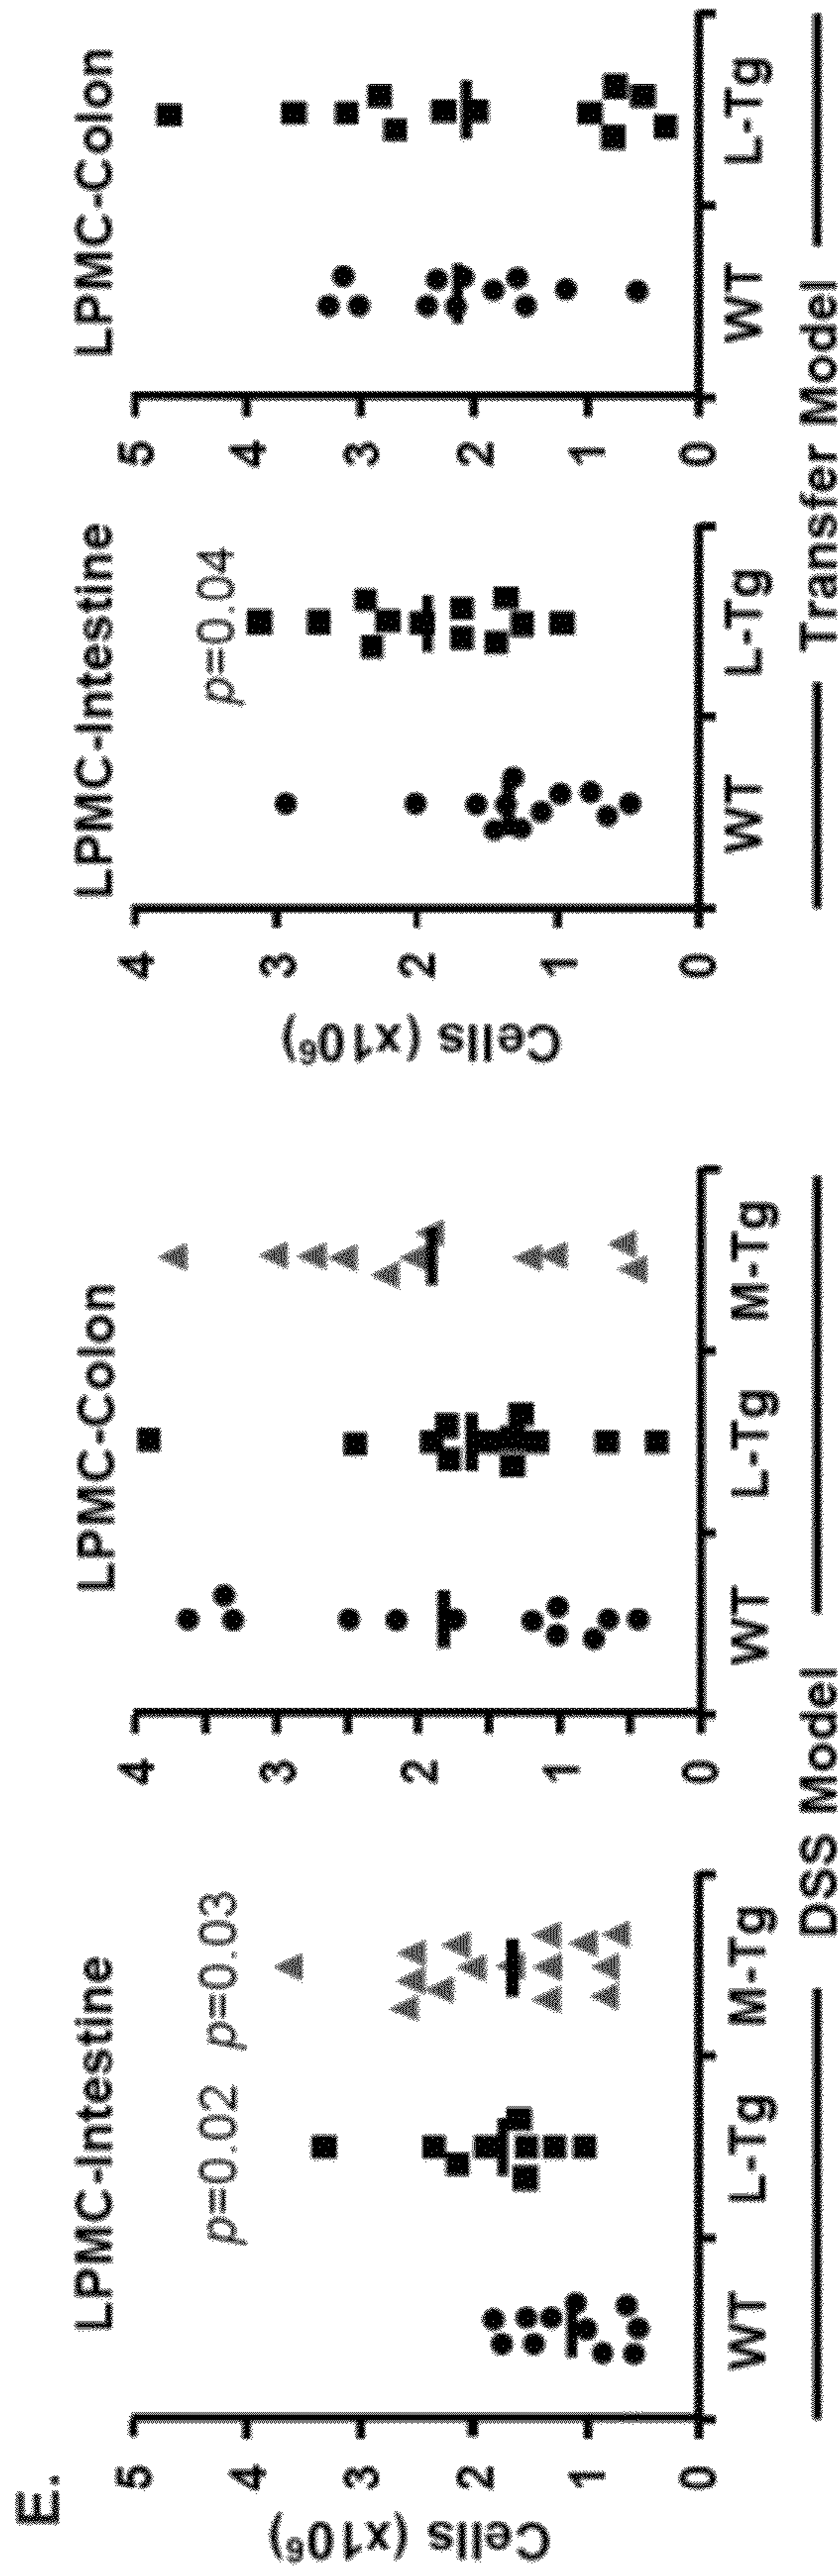 E.
LPMC-Intestine
LPMC-Colon
LPMC-Intestine
LPMC-Colon
Cells (x10⁶)
5
4
3
2
1
0
p=0.02 p=0.03
WT L-Tg M-Tg
4
3
2
1
0
WT L-Tg M-Tg
DSS Model
Cells (x10⁶)
4
3
2
1
0
p=0.04
WT L-Tg
5
4
3
2
1
0
WT L-Tg
Transfer Model